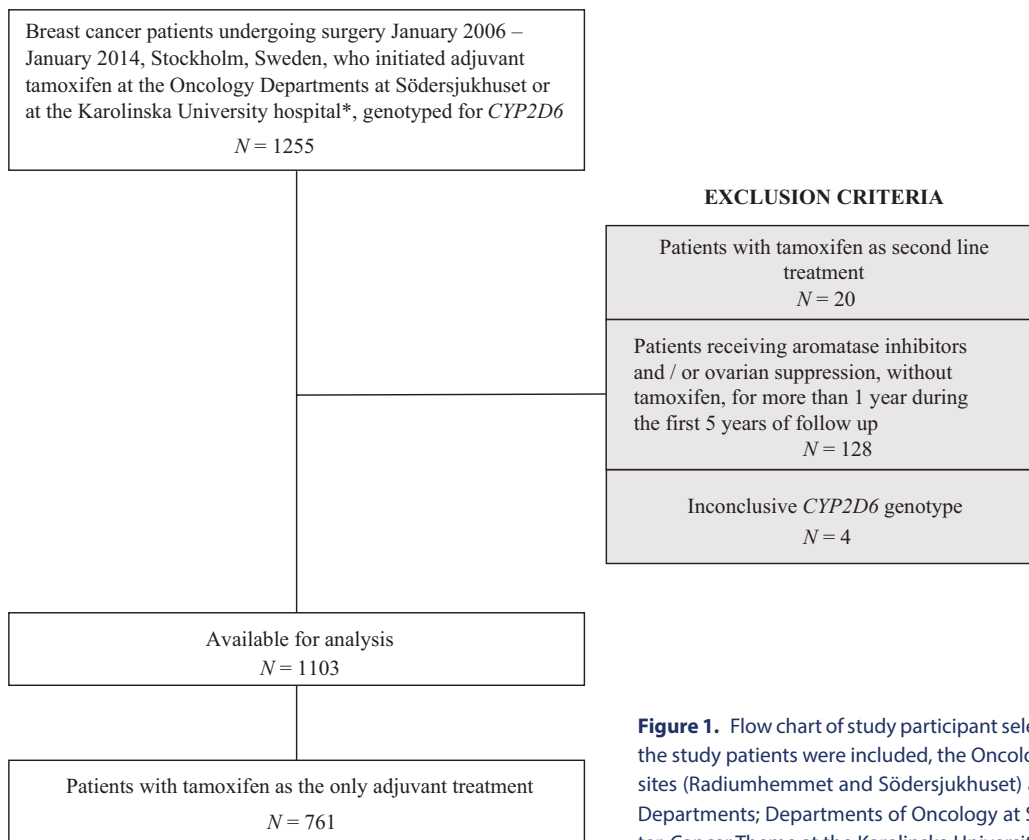 Breast cancer patients undergoing surgery January 2006 –
January 2014, Stockholm, Sweden, who initiated adjuvant
tamoxifen at the Oncology Departments at Södersjukhuset or
at the Karolinska University hospital*, genotyped for CYP2D6
N = 1255
EXCLUSION CRITERIA
Patients with tamoxifen as second line
treatment
N = 20
Patients receiving aromatase inhibitors
and / or ovarian suppression, without
tamoxifen, for more than 1 year during
the first 5 years of follow up
N = 128
Inconclusive CYP2D6 genotype
N = 4
Available for analysis
N = 1103
Patients with tamoxifen as the only adjuvant treatment
N = 761
Figure 1. Flow chart of study participant
the study patients were included, the
sites (Radiumhemmet and Södersjukhuset)
Departments; Departments of Oncology at